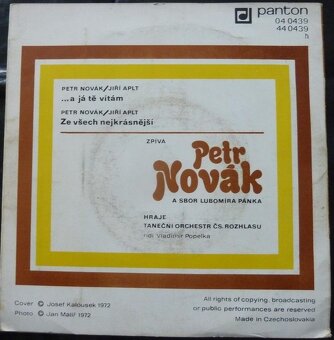 panton
04 0439
44 0439
h
PETR NOVÁK/JIŘÍ APLT
...a já tě vítám
PETR NOVÁK/JIŘÍ APLT
Ze všech nejkrásnější
ZPÍVÁ
Petr
Novák
A SBOR LUBOMÍRA PÁNKA
HRAJE
TANEČNÍ ORCHESTR ČS. ROZHLASU
řídí Vladimír Popelka
Cover © Josef Kalousek 1972
Photo © Jan Malíř 1972
All rights of copying, broadcasting
or public performances are reserved
Made in Czechoslovakia